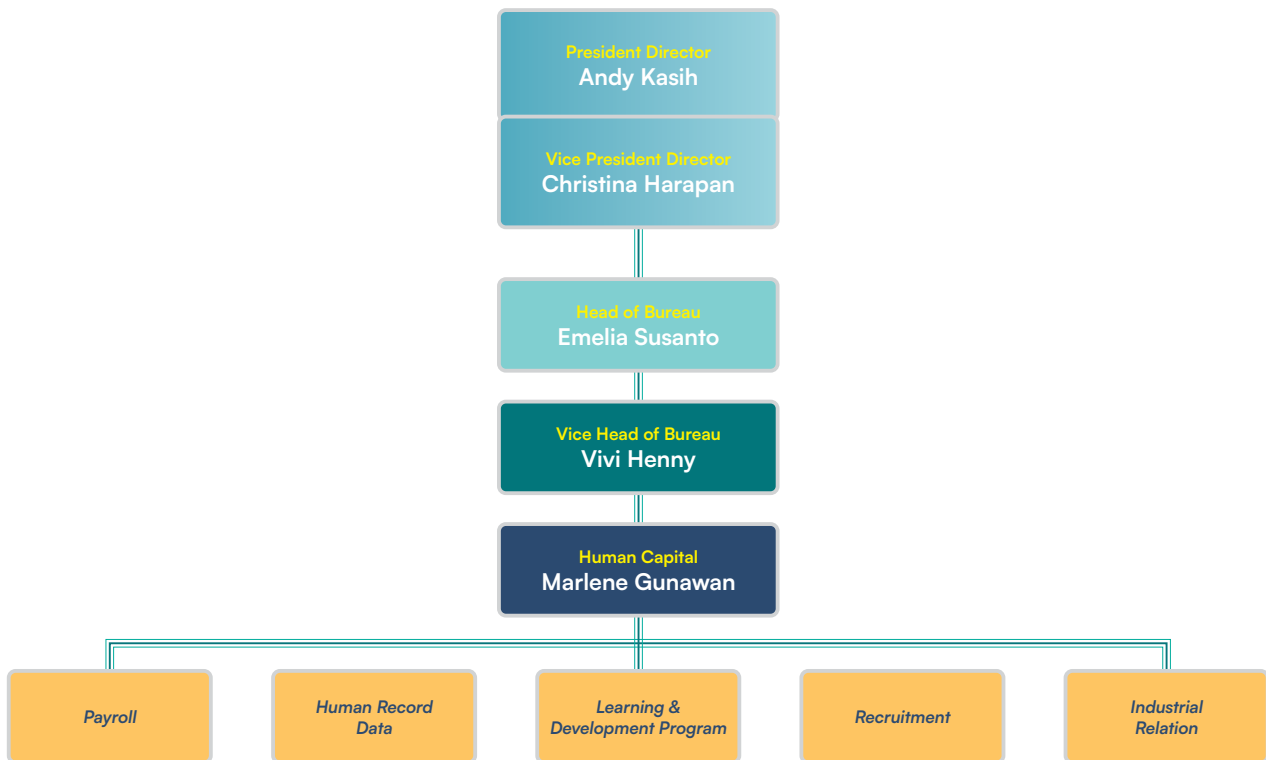 President Director
Andy Kasih
Vice President Director
Christina Harapan
Head of Bureau
Emelia Susanto
Vice Head of Bureau
Vivi Henny
Human Capital
Marlene Gunawan
Payroll
Human Record
Data
Learning &
Development Program
Recruitment
Industrial
Relation